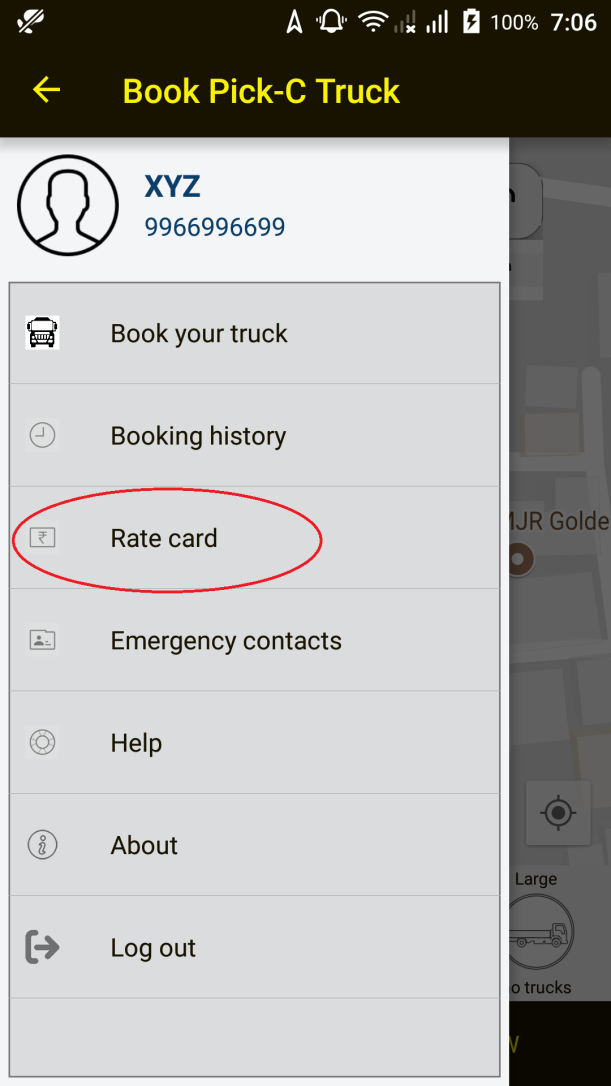 100% 7:06
Book Pick-C Truck
XYZ
9966996699
Book your truck
Booking history
Rate card
Emergency contacts
Help
About
Log out
MJR Golde
Large
o trucks